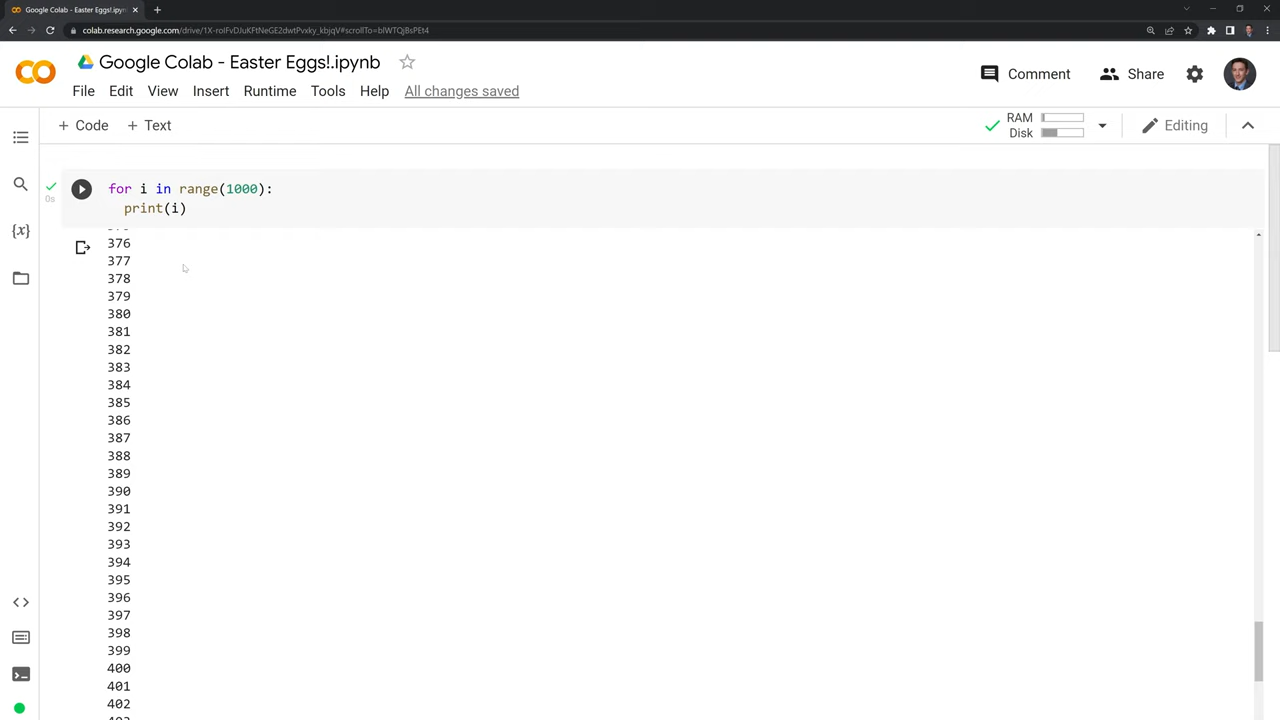 Google Colab - Easter Eggs!.ipynb
colab.research.google.com/drive/1X-roIFvDJuKFtNeGE2dwtPvxky_kbjqV#scrollTo=blWTQjBsPEt4
Google Colab - Easter Eggs!.ipynb
Comment
Share
File Edit View Insert Runtime Tools Help All changes saved
+ Code + Text
RAM
Disk
Editing
for i in range(1000):
0s
print(i)
{x}
376
377
378
379
380
381
382
383
384
385
386
387
388
389
390
391
392
393
394
395
396
397
398
399
400
401
402